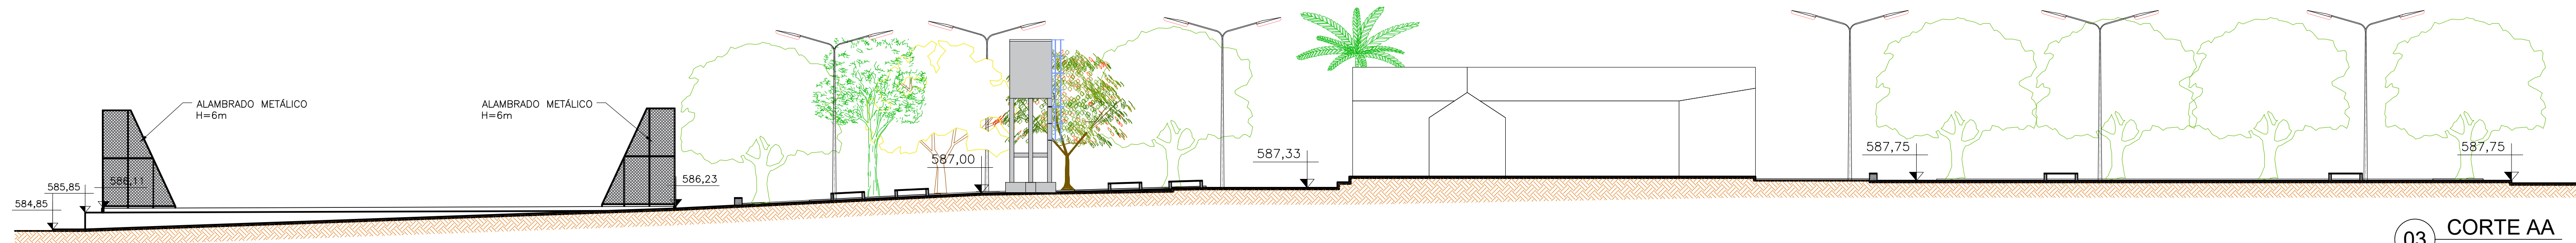 ALAMBRADO METÁLICO
H=6m
ALAMBRADO METÁLICO
H=6m
587,00
587,33
587,75
587,75
585,85
586,11
586,23
584,85
03
CORTE AA